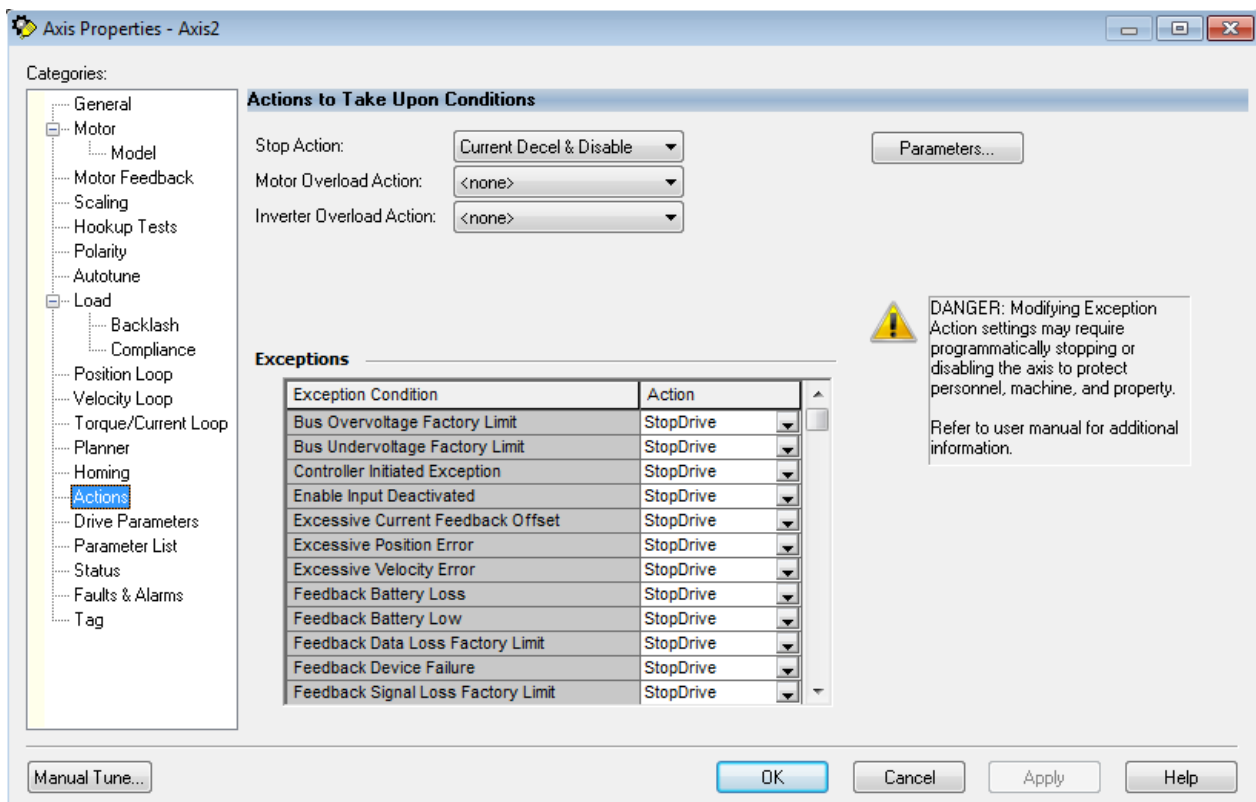 Axis Properties - Axis2
Categories:
General
Motor
Model
Motor Feedback
Scaling
Hookup Tests
Polarity
Autotune
Load
Backlash
Compliance
Position Loop
Velocity Loop
Torque/Current Loop
Planner
Homing
Actions
Drive Parameters
Parameter List
Status
Faults & Alarms
Tag
Actions to Take Upon Conditions
Stop Action: Current Decel & Disable
Parameters...
Motor Overload Action: <none>
Inverter Overload Action: <none>
DANGER: Modifying Exception
Action settings may require
programmatically stopping or
disabling the axis to protect
personnel, machine, and property.
Refer to user manual for additional
information.
Exceptions
Exception Condition Action
Bus Overvoltage Factory Limit StopDrive
Bus Undervoltage Factory Limit StopDrive
Controller Initiated Exception StopDrive
Enable Input Deactivated StopDrive
Excessive Current Feedback Offset StopDrive
Excessive Position Error StopDrive
Excessive Velocity Error StopDrive
Feedback Battery Loss StopDrive
Feedback Battery Low StopDrive
Feedback Data Loss Factory Limit StopDrive
Feedback Device Failure StopDrive
Feedback Signal Loss Factory Limit StopDrive
Manual Tune... OK Cancel Apply Help